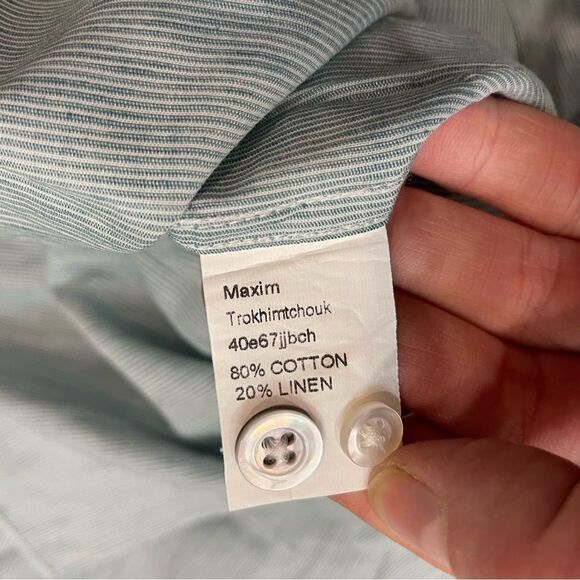 Maxim
Trokhimtchouk
40e67jjbch
80% COTTON
20% LINEN